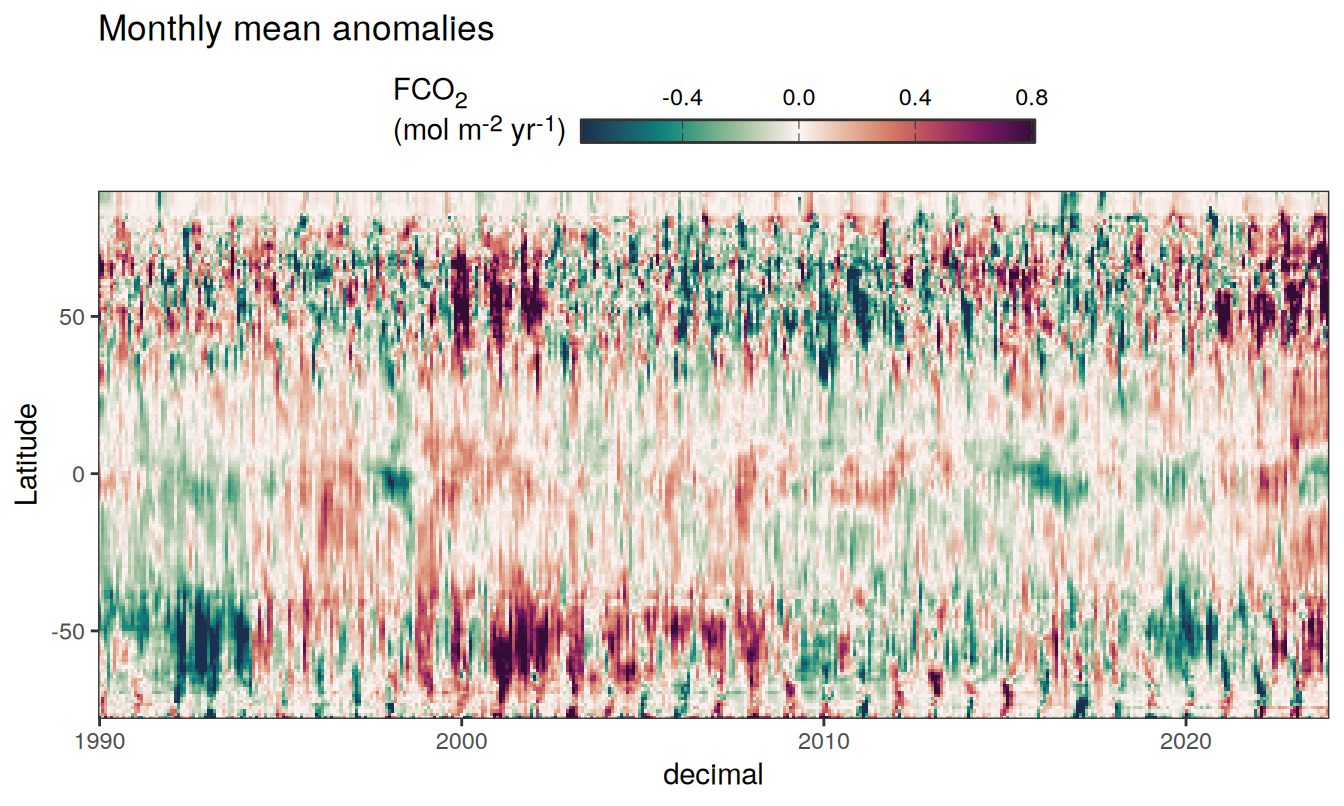 Monthly mean anomalies
FCO₂
(mol m⁻² yr⁻¹)
-0.4 0.0 0.4 0.8
Latitude
50
0
-50
1990 2000 2010 2020
decimal